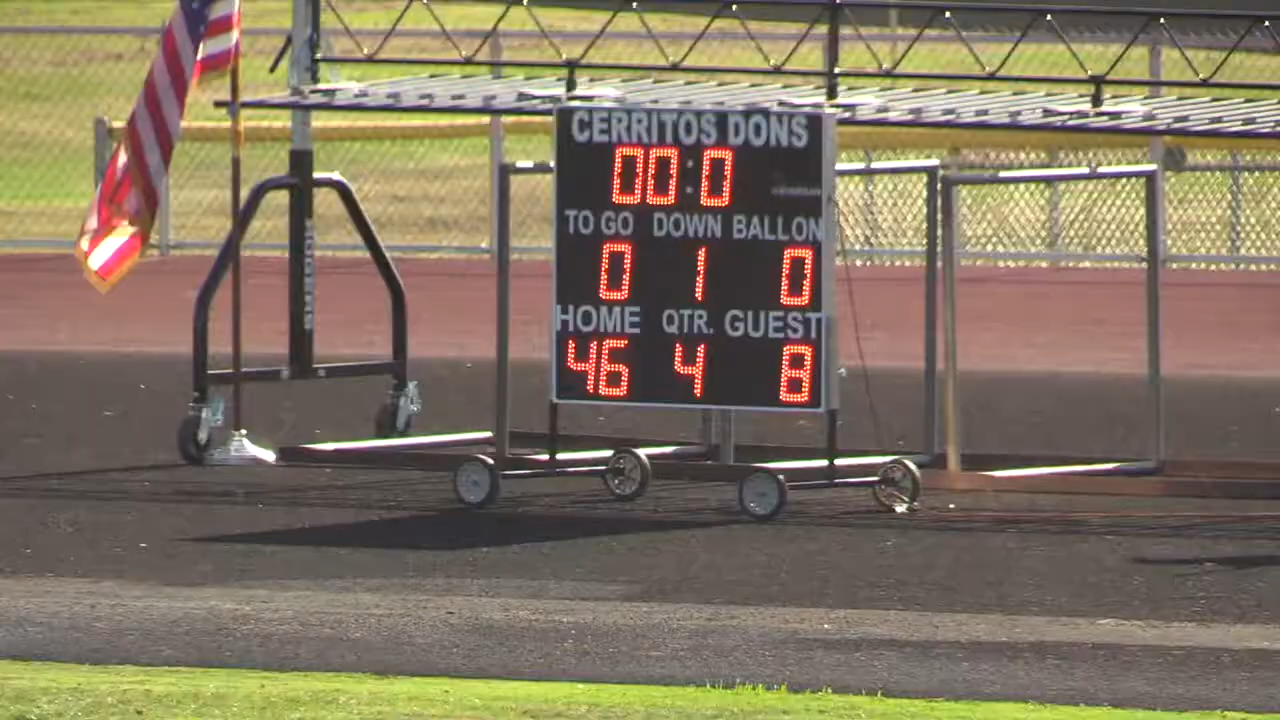 CERRITOS DONS
00:0
TO GO DOWN BALLON
0 1 0
HOME QTR. GUEST
46 4 8